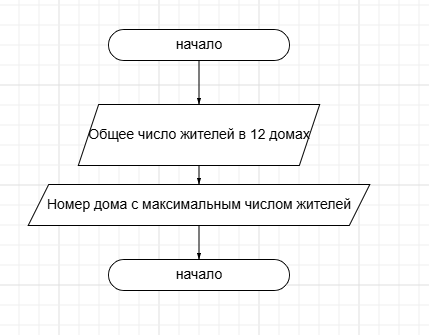 начало
Общее число жителей в 12 домах
Номер дома с максимальным числом жителей
начало